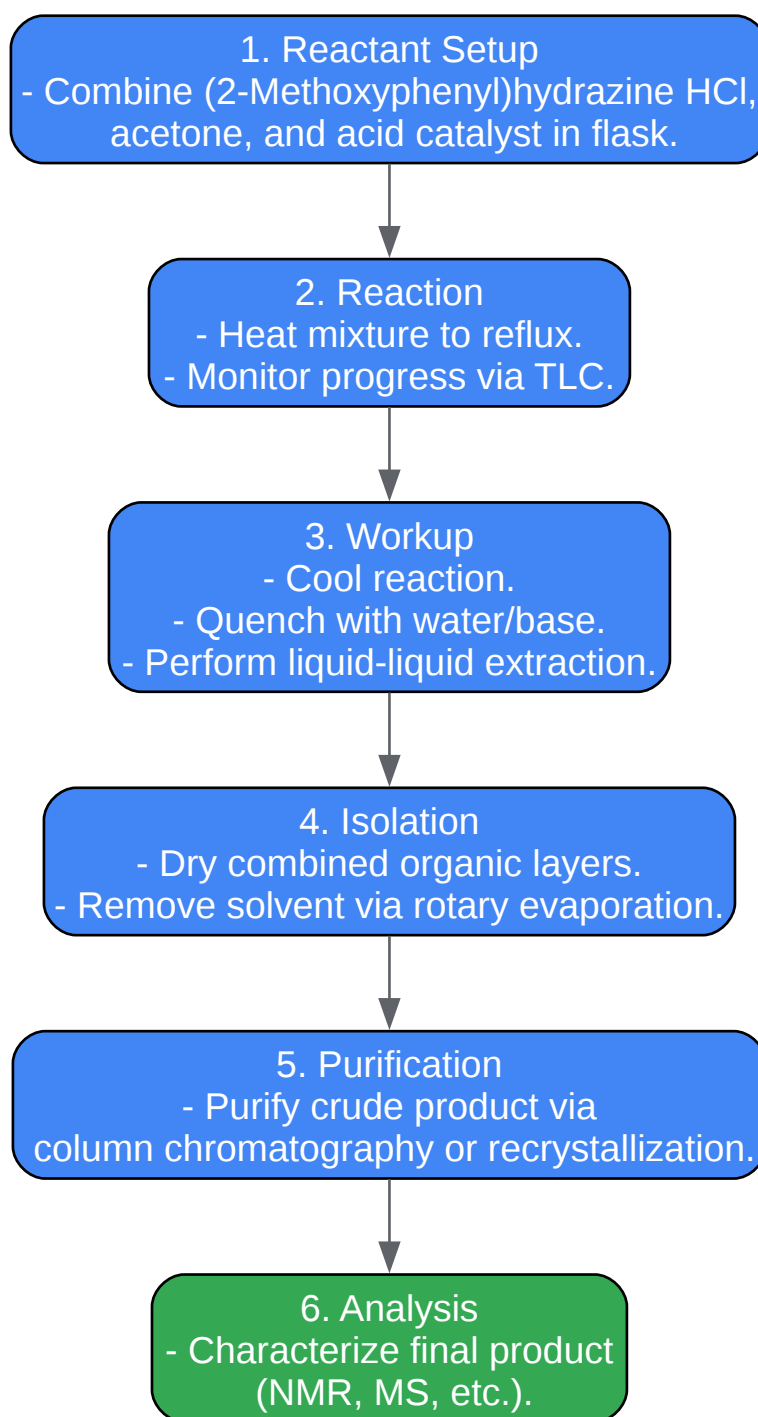 1. Reactant Setup
- Combine (2-Methoxyphenyl)hydrazine HCl,
acetone, and acid catalyst in flask.
2. Reaction
- Heat mixture to reflux.
- Monitor progress via TLC.
3. Workup
- Cool reaction.
- Quench with water/base.
- Perform liquid-liquid extraction.
4. Isolation
- Dry combined organic layers.
- Remove solvent via rotary evaporation.
5. Purification
- Purify crude product via
column chromatography or recrystallization.
6. Analysis
- Characterize final product
(NMR, MS, etc.).